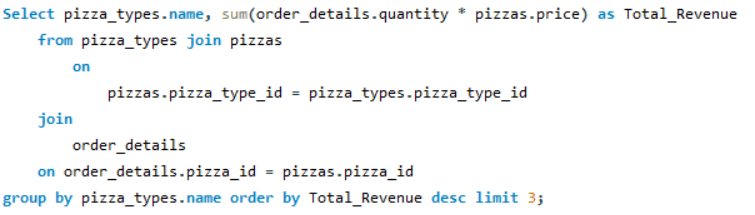 Select pizza_types.name, sum(order_details.quantity * pizzas.price) as Total_Revenue
from pizza_types join pizzas
on
pizzas.pizza_type_id = pizza_types.pizza_type_id
join
order_details
on order_details.pizza_id = pizzas.pizza_id
group by pizza_types.name order by Total_Revenue desc limit 3;